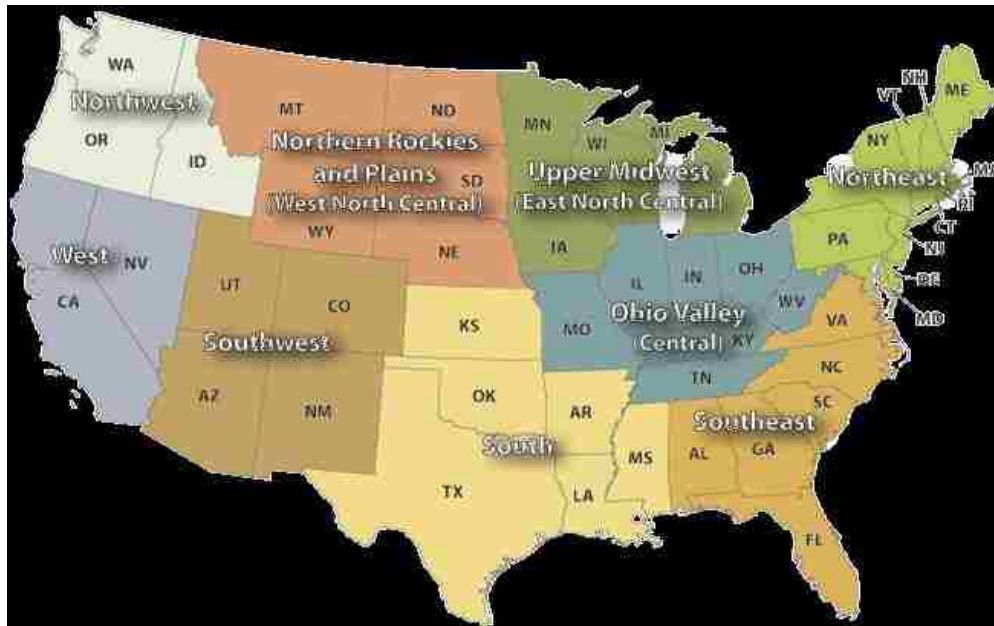 WA
Northwest
OR
ID
MT
ND
Northern Rockies
and Plains
(West North Central)
SD
WY
NE
MN
WI
MI
Upper Midwest
(East North Central)
IA
NH
VT
ME
NY
Northeast
RI
CT
NJ
PA
DE
MD
West
NV
CA
UT
CO
Southwest
AZ
NM
KS
OK
AR
South
TX
LA
MS
IL
IN
OH
WV
Ohio Valley
(Central)
MO
KY
TN
VA
NC
SC
Southeast
AL
GA
FL